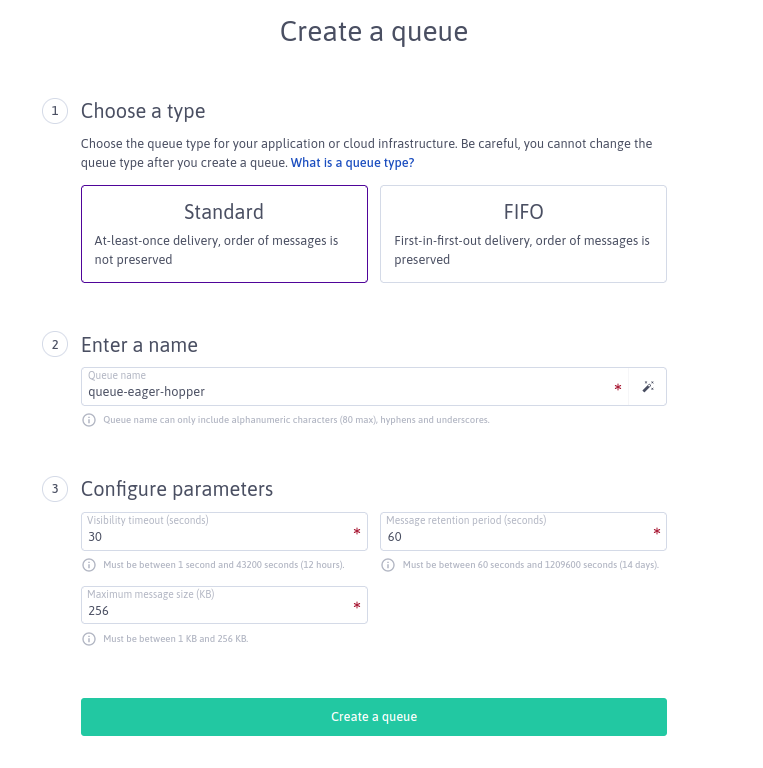 Create a queue
1
Choose a type
Choose the queue type for your application or cloud infrastructure. Be careful, you cannot change the
queue type after you create a queue. What is a queue type?
Standard
At-least-once delivery, order of messages is
not preserved
FIFO
First-in-first-out delivery, order of messages is
preserved
2
Enter a name
Queue name
queue-eager-hopper *
Queue name can only include alphanumeric characters (80 max), hyphens and underscores.
3
Configure parameters
Visibility timeout (seconds)
30 *
Must be between 1 second and 43200 seconds (12 hours).
Message retention period (seconds)
60 *
Must be between 60 seconds and 1209600 seconds (14 days).
Maximum message size (KB)
256 *
Must be between 1 KB and 256 KB.
Create a queue